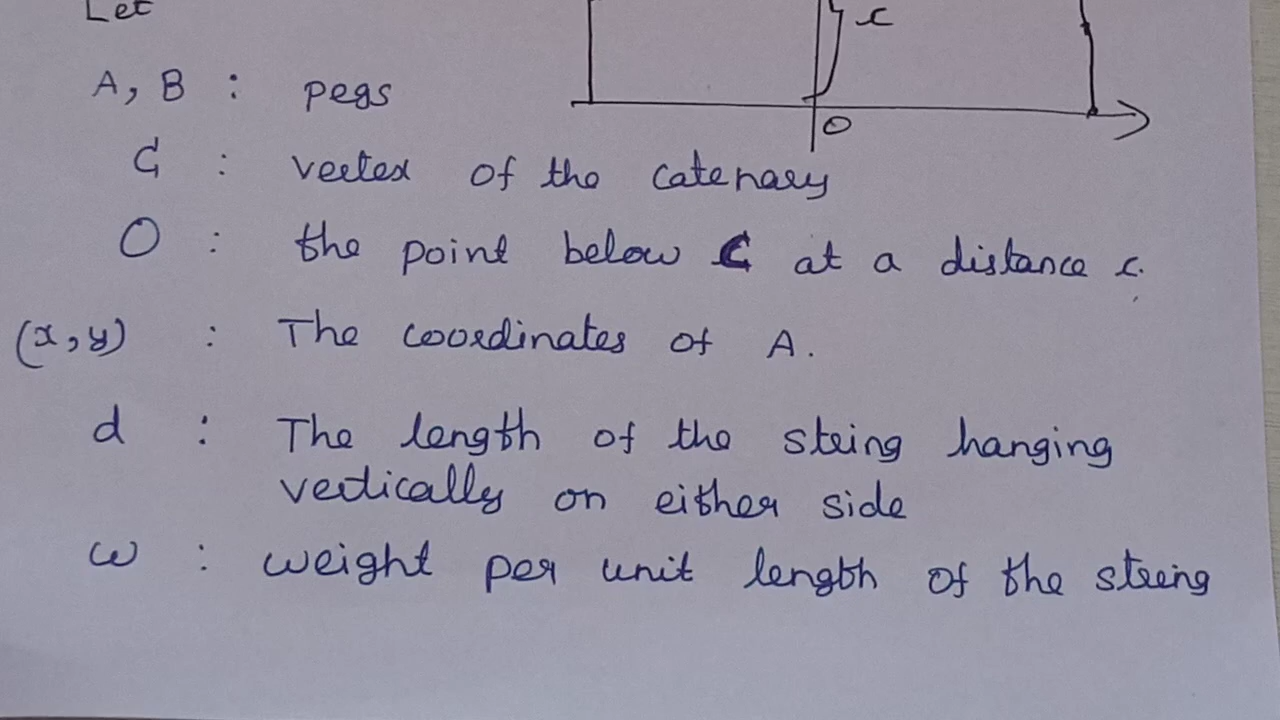 Let
c
A, B : pegs
O
C : vertex of the catenary
O : the point below C at a distance c.
(x, y) : The coordinates of A.
d : The length of the string hanging
vertically on either side
w : weight per unit length of the string